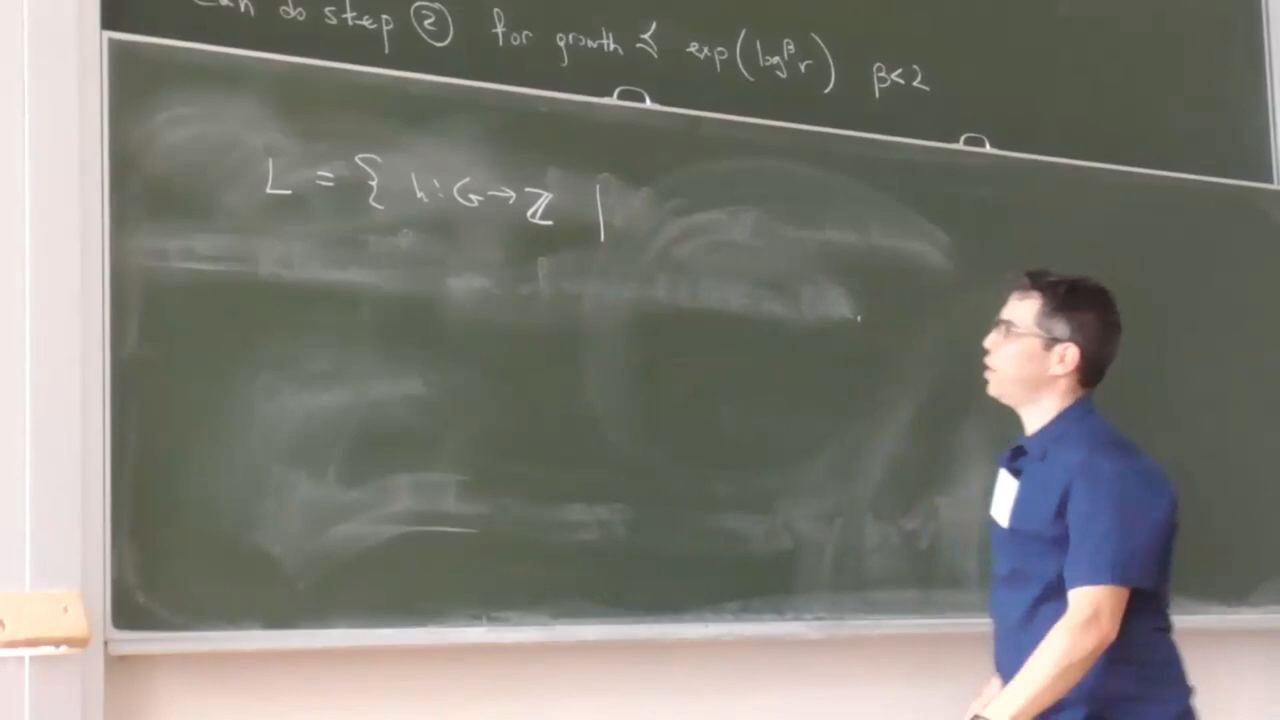 Can do step ② for growth ≾ exp(log^β r) β<2
L = { h: G→ℤ |